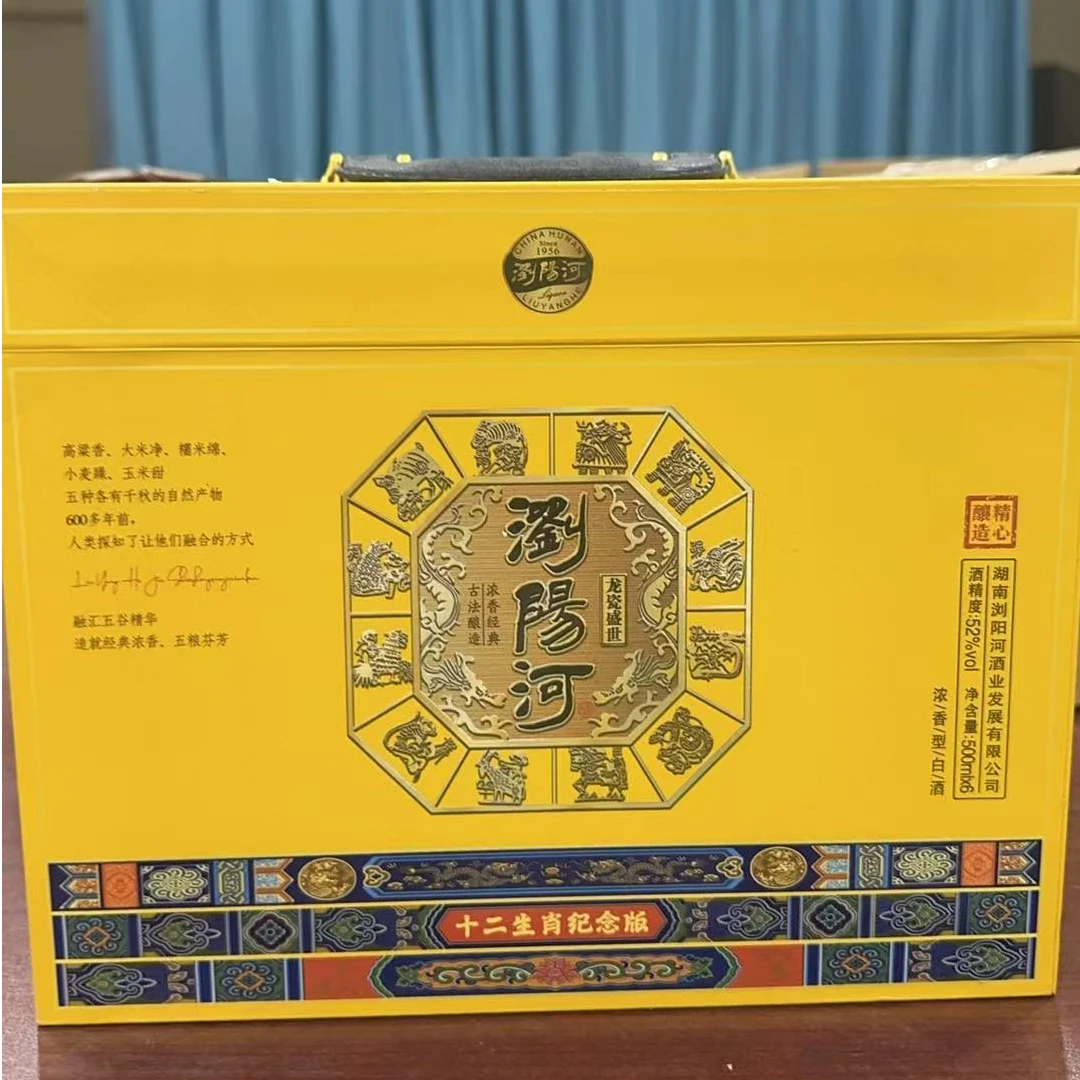 CHINA HUNAN
Since
1956
瀏陽河
Liquor
LIUYANGHE
高粱香、大米净、糯米绵、
小麦躁、玉米甜
五种各有千秋的自然产物
600多年前，
人类探知了让他们融合的方式
融汇五谷精华
造就经典浓香、五粮芬芳
瀏陽河
龙瓷盛世
浓香经典
古法酿造
精心
酿造
湖南浏阳河酒业发展有限公司
酒精度:52%vol 净含量:500mlx6
浓/香/型/白/酒
十二生肖纪念版